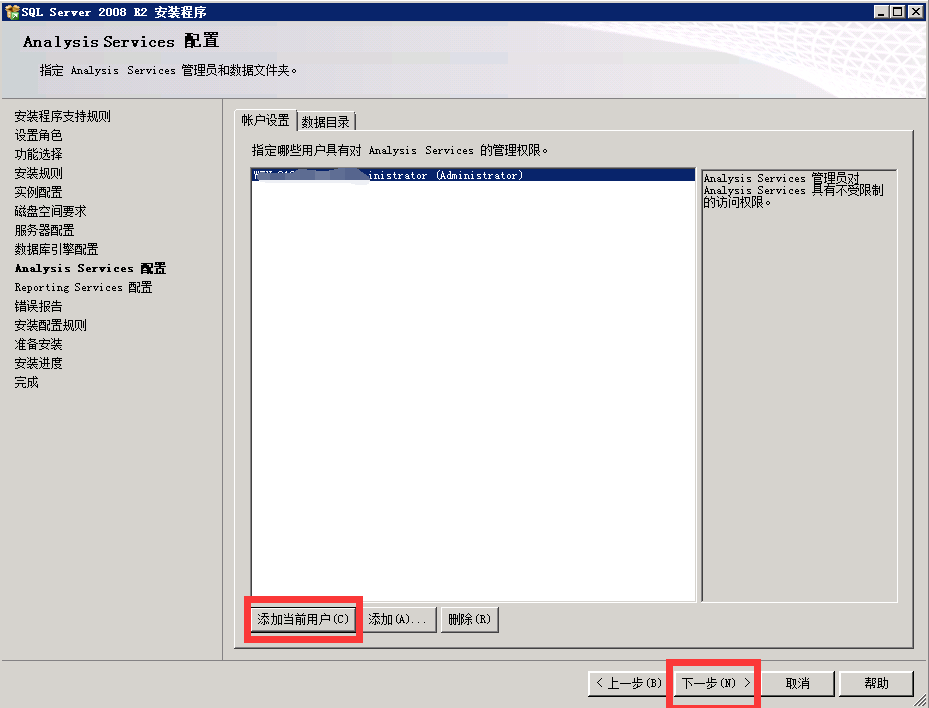 SQL Server 2008 R2 安装程序
Analysis Services 配置
指定 Analysis Services 管理员和数据文件夹。
安装程序支持规则
设置角色
功能选择
安装规则
实例配置
磁盘空间要求
服务器配置
数据库引擎配置
Analysis Services 配置
Reporting Services 配置
错误报告
安装配置规则
准备安装
安装进度
完成
帐户设置
数据目录
指定哪些用户具有对 Analysis Services 的管理权限。
inistrator (Administrator)
Analysis Services 管理员对
Analysis Services 具有不受限制
的访问权限。
添加当前用户(C) 添加(A)... 删除(R)
< 上一步(B) 下一步(N) > 取消 帮助